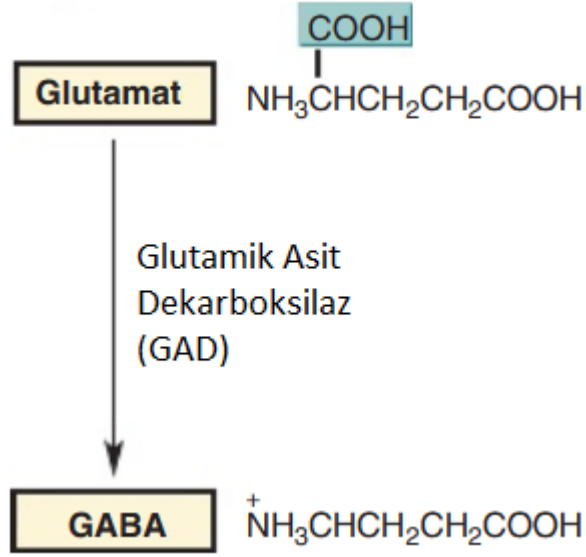 COOH
Glutamat NH₃CHCH₂CH₂COOH
Glutamik Asit
Dekarboksilaz
(GAD)
+
GABA NH₃CHCH₂CH₂COOH